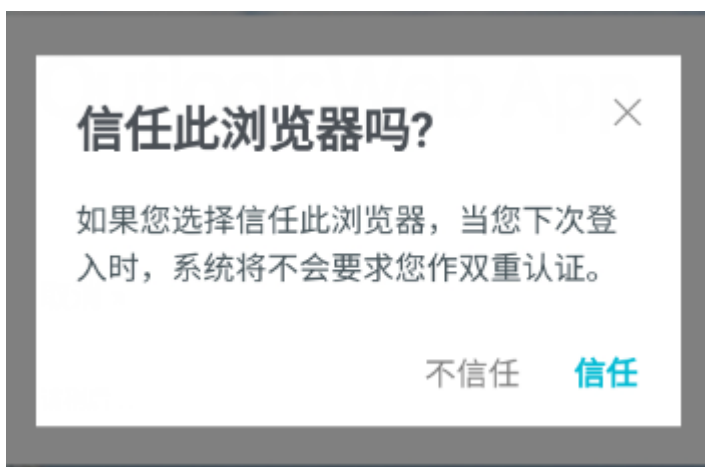 信任此浏览器吗?
如果您选择信任此浏览器，当您下次登
入时，系统将不会要求您作双重认证。
不信任 信任